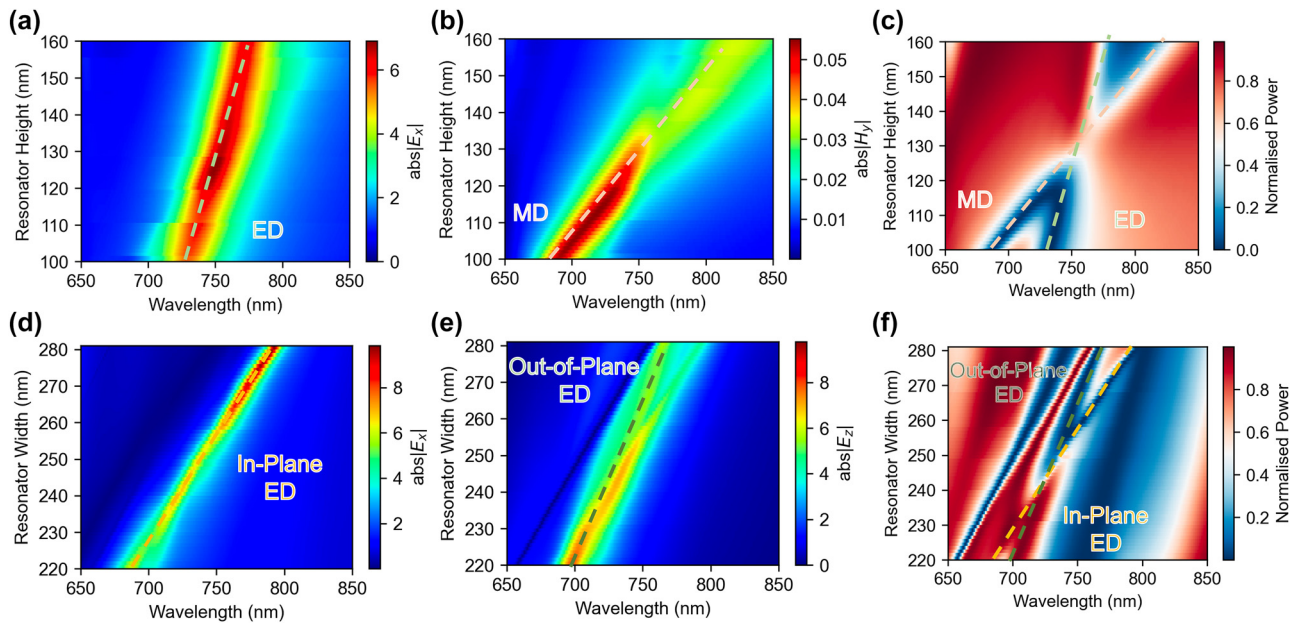 (a)
160
150
140
130
120
110
100
Resonator Height (nm)
ED
650
700
750
800
850
Wavelength (nm)
6
4
2
0
abs|Ex|
(b)
160
150
140
130
120
110
100
Resonator Height (nm)
MD
650
700
750
800
850
Wavelength (nm)
0.05
0.04
0.03
0.02
0.01
abs|Hy|
(c)
160
150
140
130
120
110
100
Resonator Height (nm)
MD
ED
650
700
750
800
850
Wavelength (nm)
0.8
0.6
0.4
0.2
0.0
Normalised Power
(d)
280
270
260
250
240
230
220
Resonator Width (nm)
In-Plane
ED
650
700
750
800
850
Wavelength (nm)
8
6
4
2
abs|Ex|
(e)
280
270
260
250
240
230
220
Resonator Width (nm)
Out-of-Plane
ED
650
700
750
800
850
Wavelength (nm)
8
6
4
2
0
abs|Ez|
(f)
280
270
260
250
240
230
220
Resonator Width (nm)
Out-of-Plane
ED
In-Plane
ED
650
700
750
800
850
Wavelength (nm)
0.8
0.6
0.4
0.2
Normalised Power